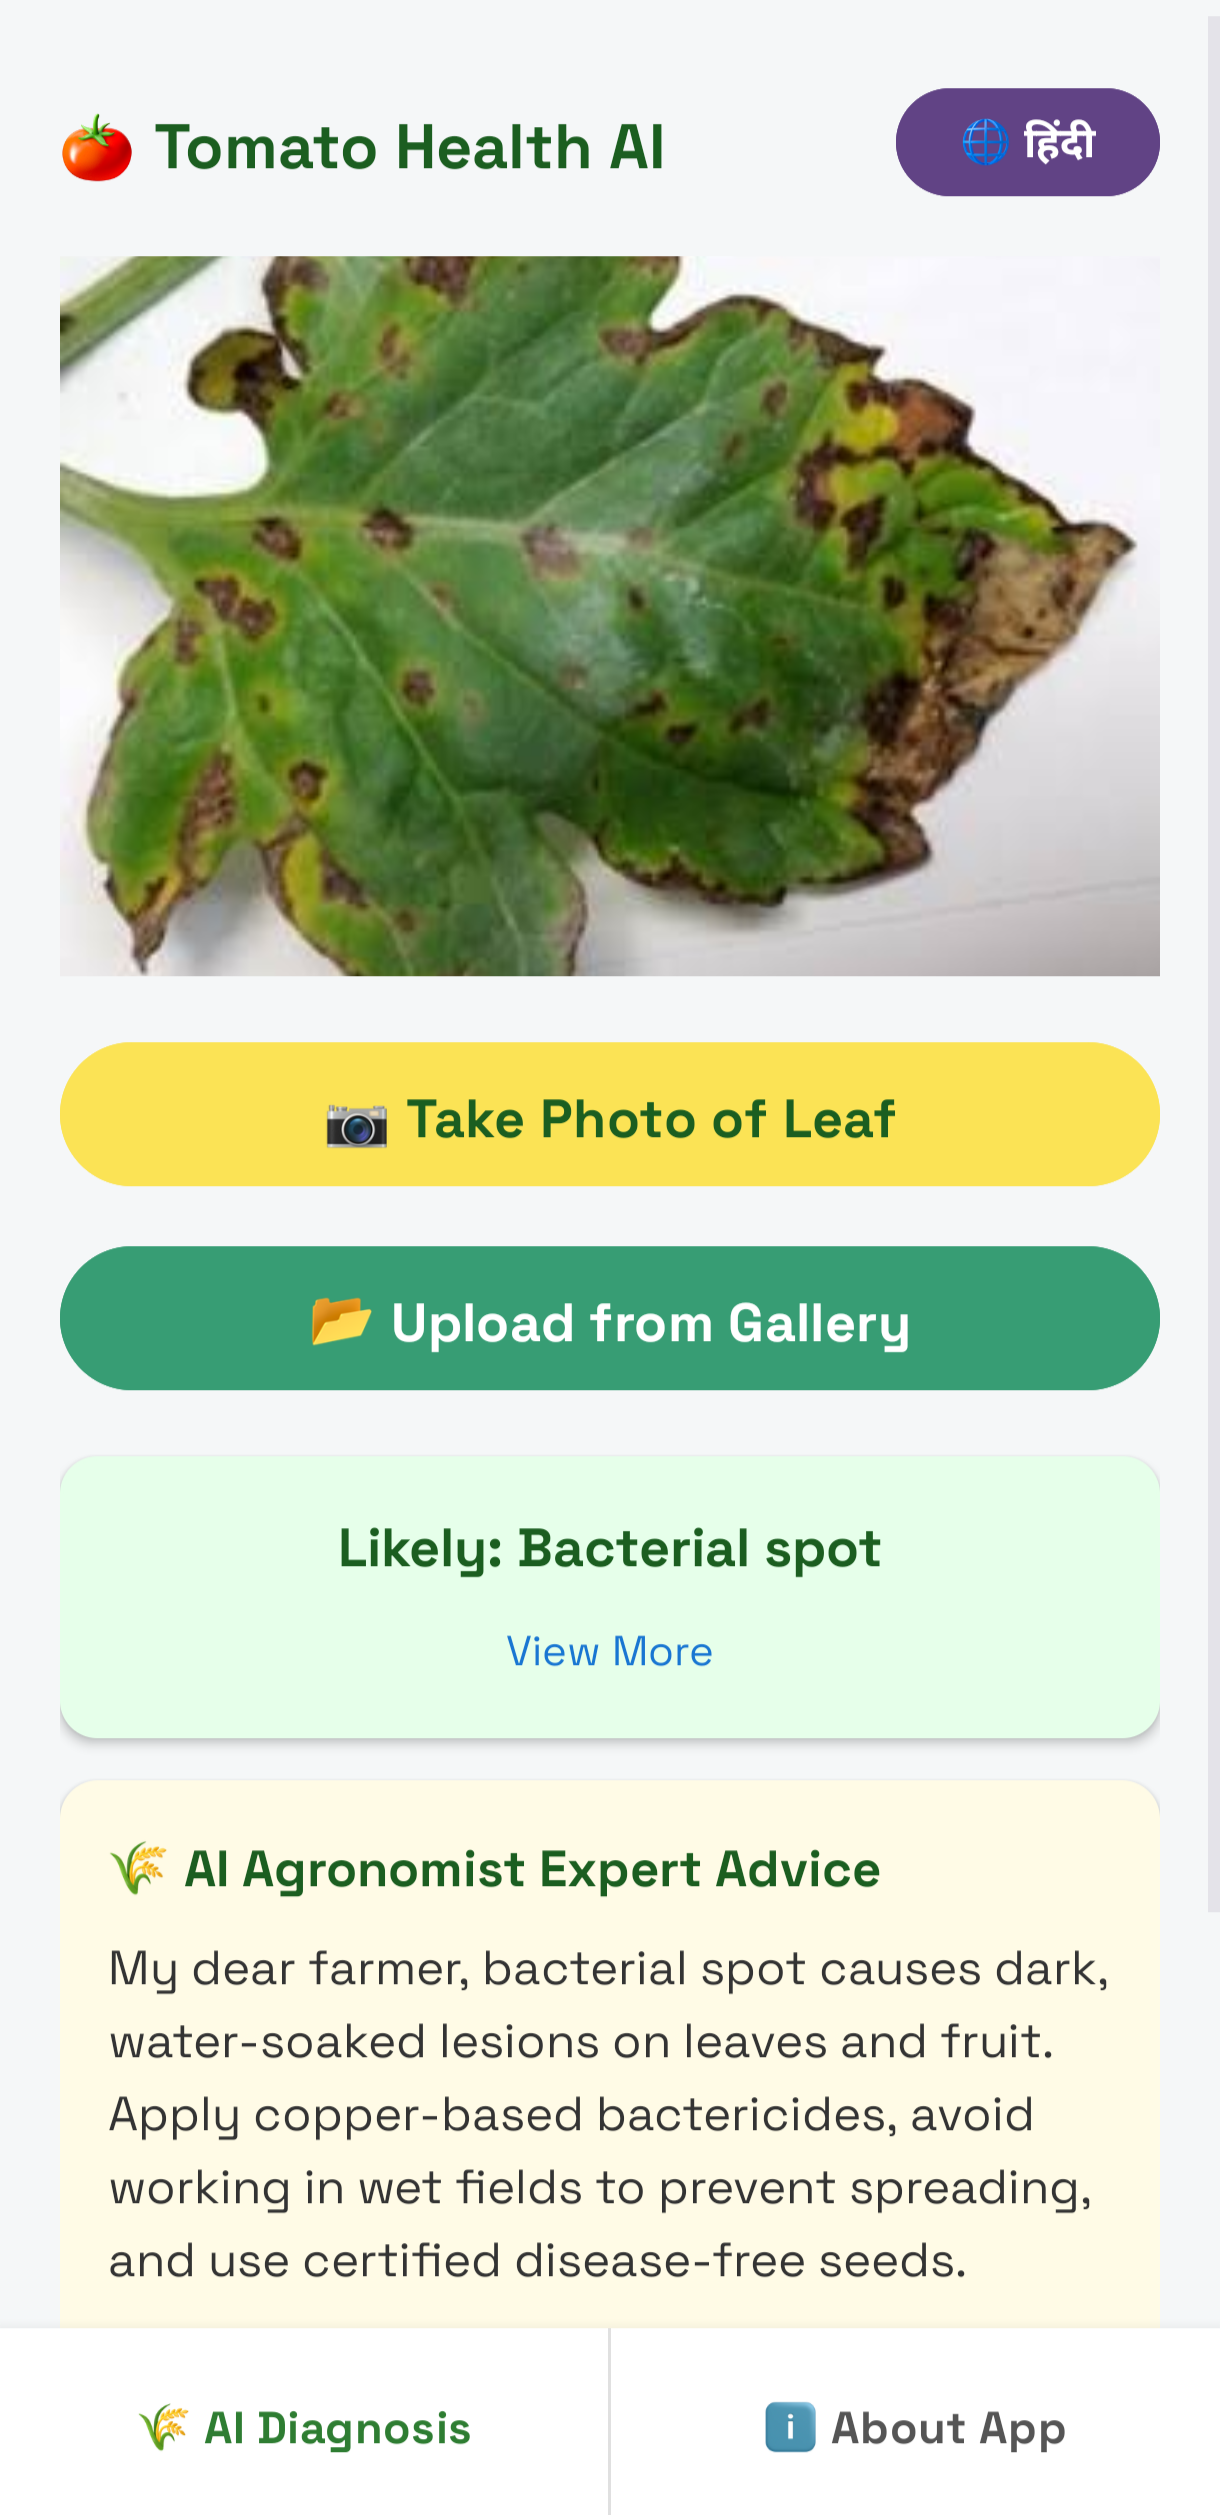 Tomato Health AI
हिंदी
Take Photo of Leaf
Upload from Gallery
Likely: Bacterial spot
View More
AI Agronomist Expert Advice
My dear farmer, bacterial spot causes dark,
water-soaked lesions on leaves and fruit.
Apply copper-based bactericides, avoid
working in wet fields to prevent spreading,
and use certified disease-free seeds.
AI Diagnosis
i About App